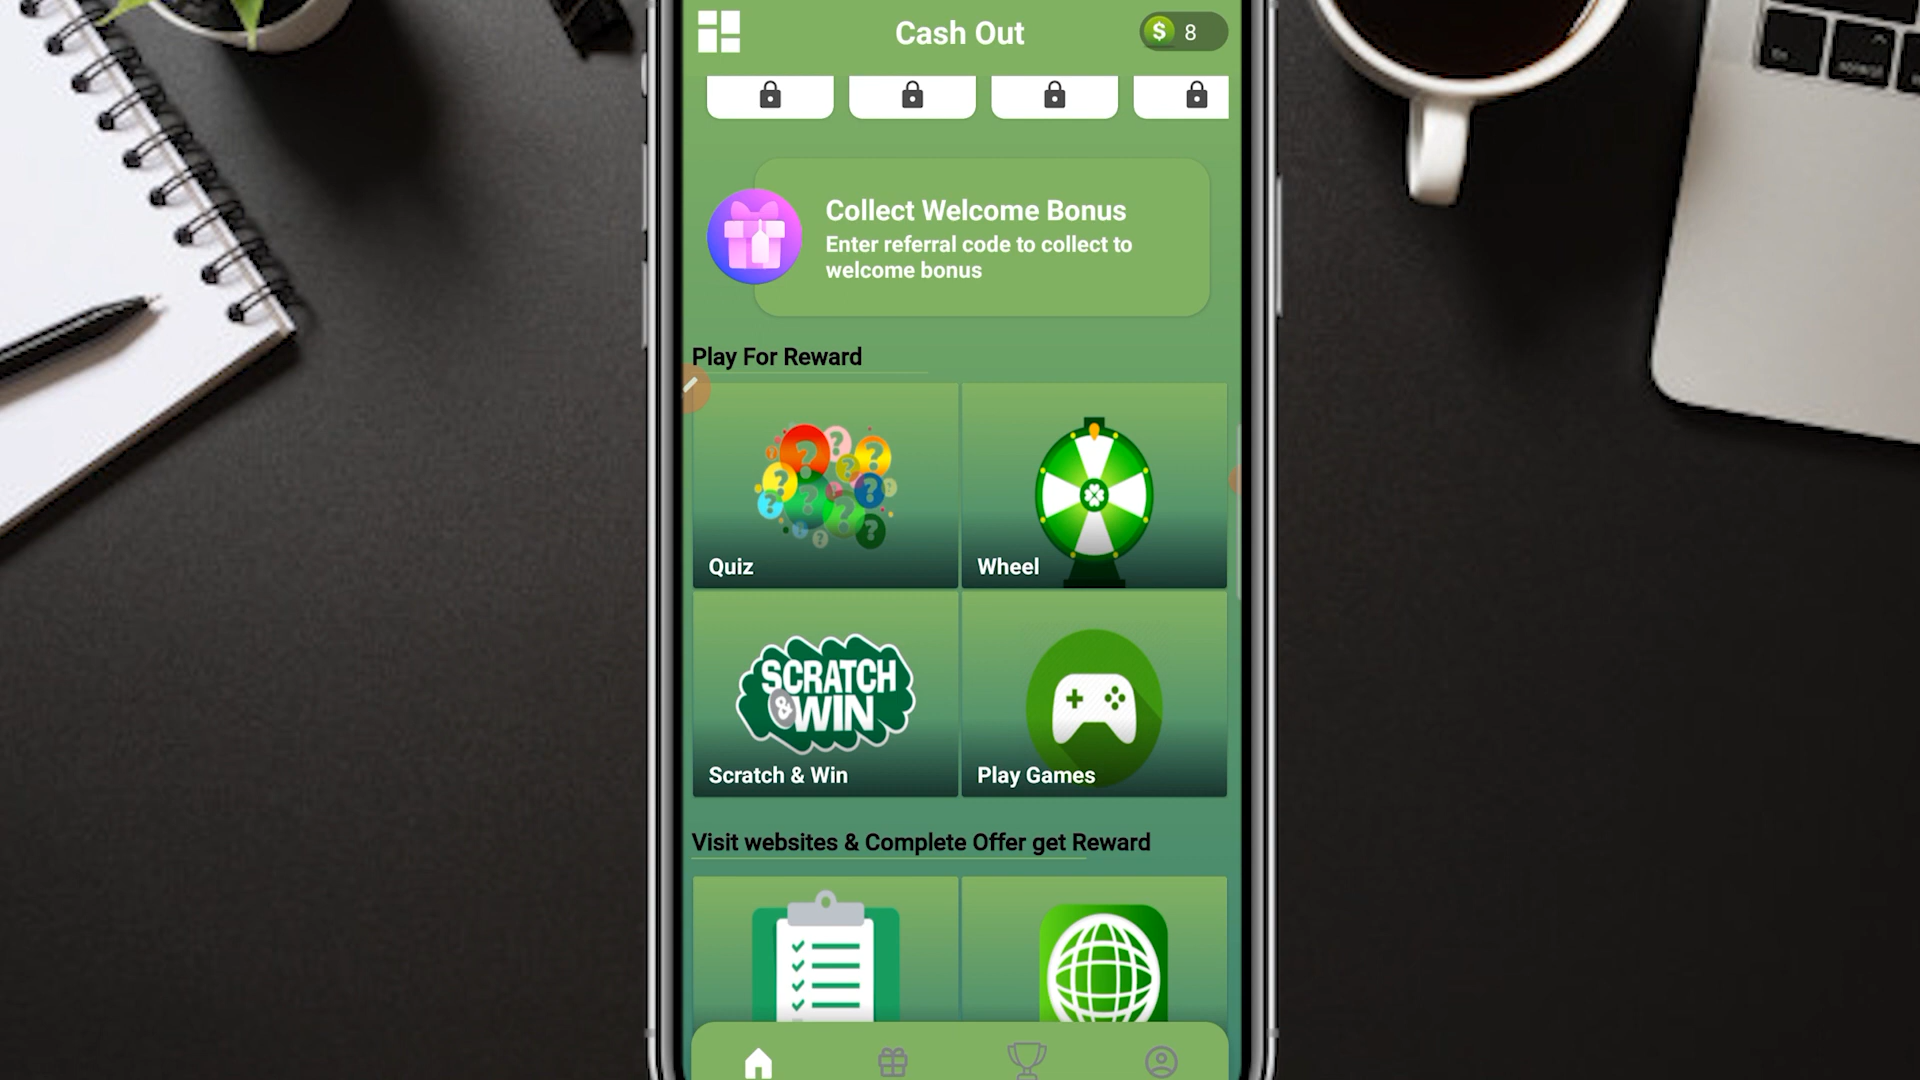 Cash Out
$ 8
Collect Welcome Bonus
Enter referral code to collect to
welcome bonus
Play For Reward
Quiz
Wheel
SCRATCH
& WIN
Scratch & Win
Play Games
Visit websites & Complete Offer get Reward